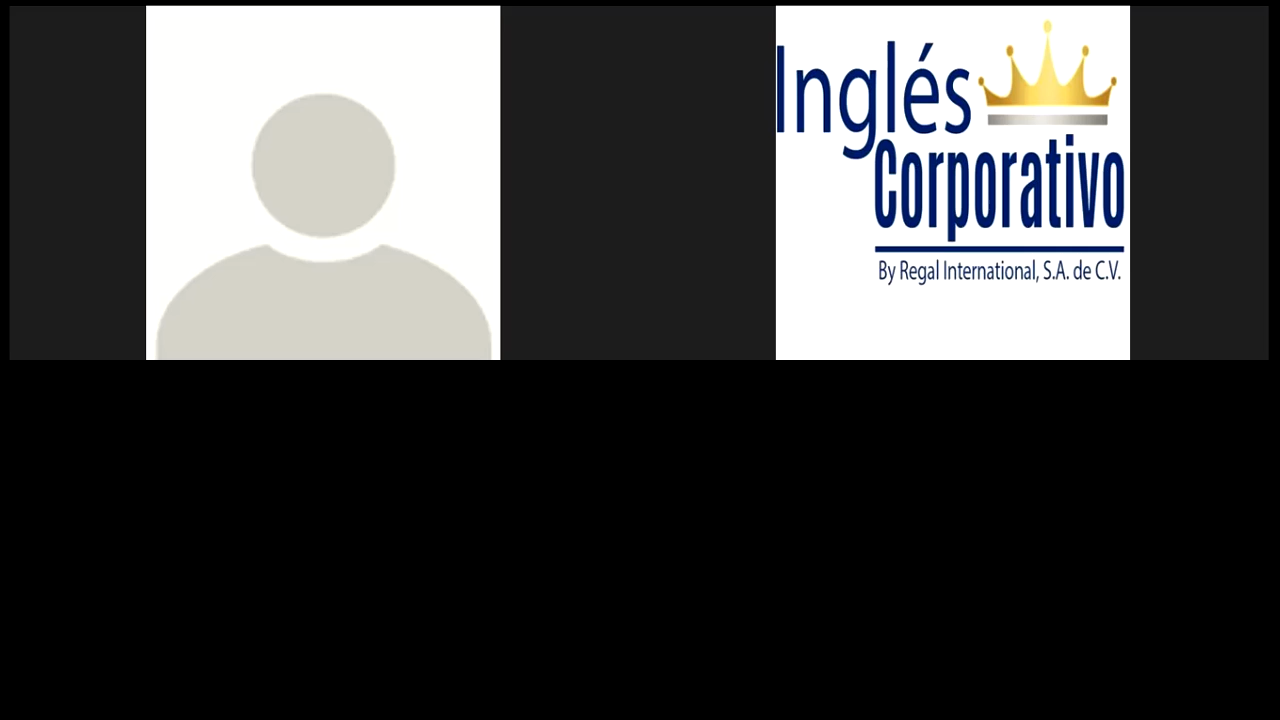 Inglés
Corporativo
By Regal International, S.A. de C.V.